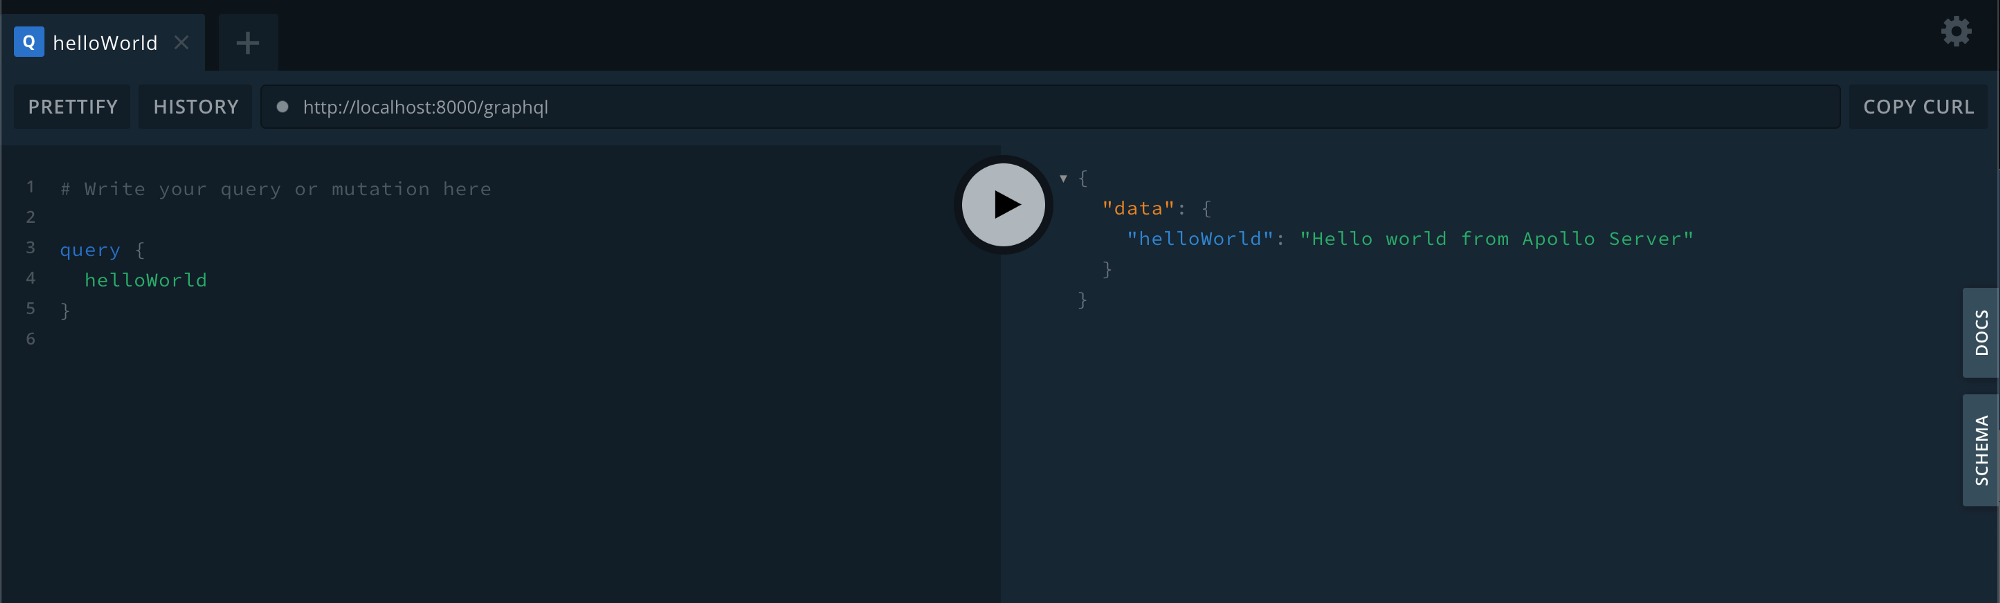 Q helloWorld ✕ +
PRETTIFY HISTORY http://localhost:8000/graphql COPY CURL
1 # Write your query or mutation here
2
3 query {
4 helloWorld
5 }
6
▼ {
"data": {
"helloWorld": "Hello world from Apollo Server"
}
}
DOCS
SCHEMA